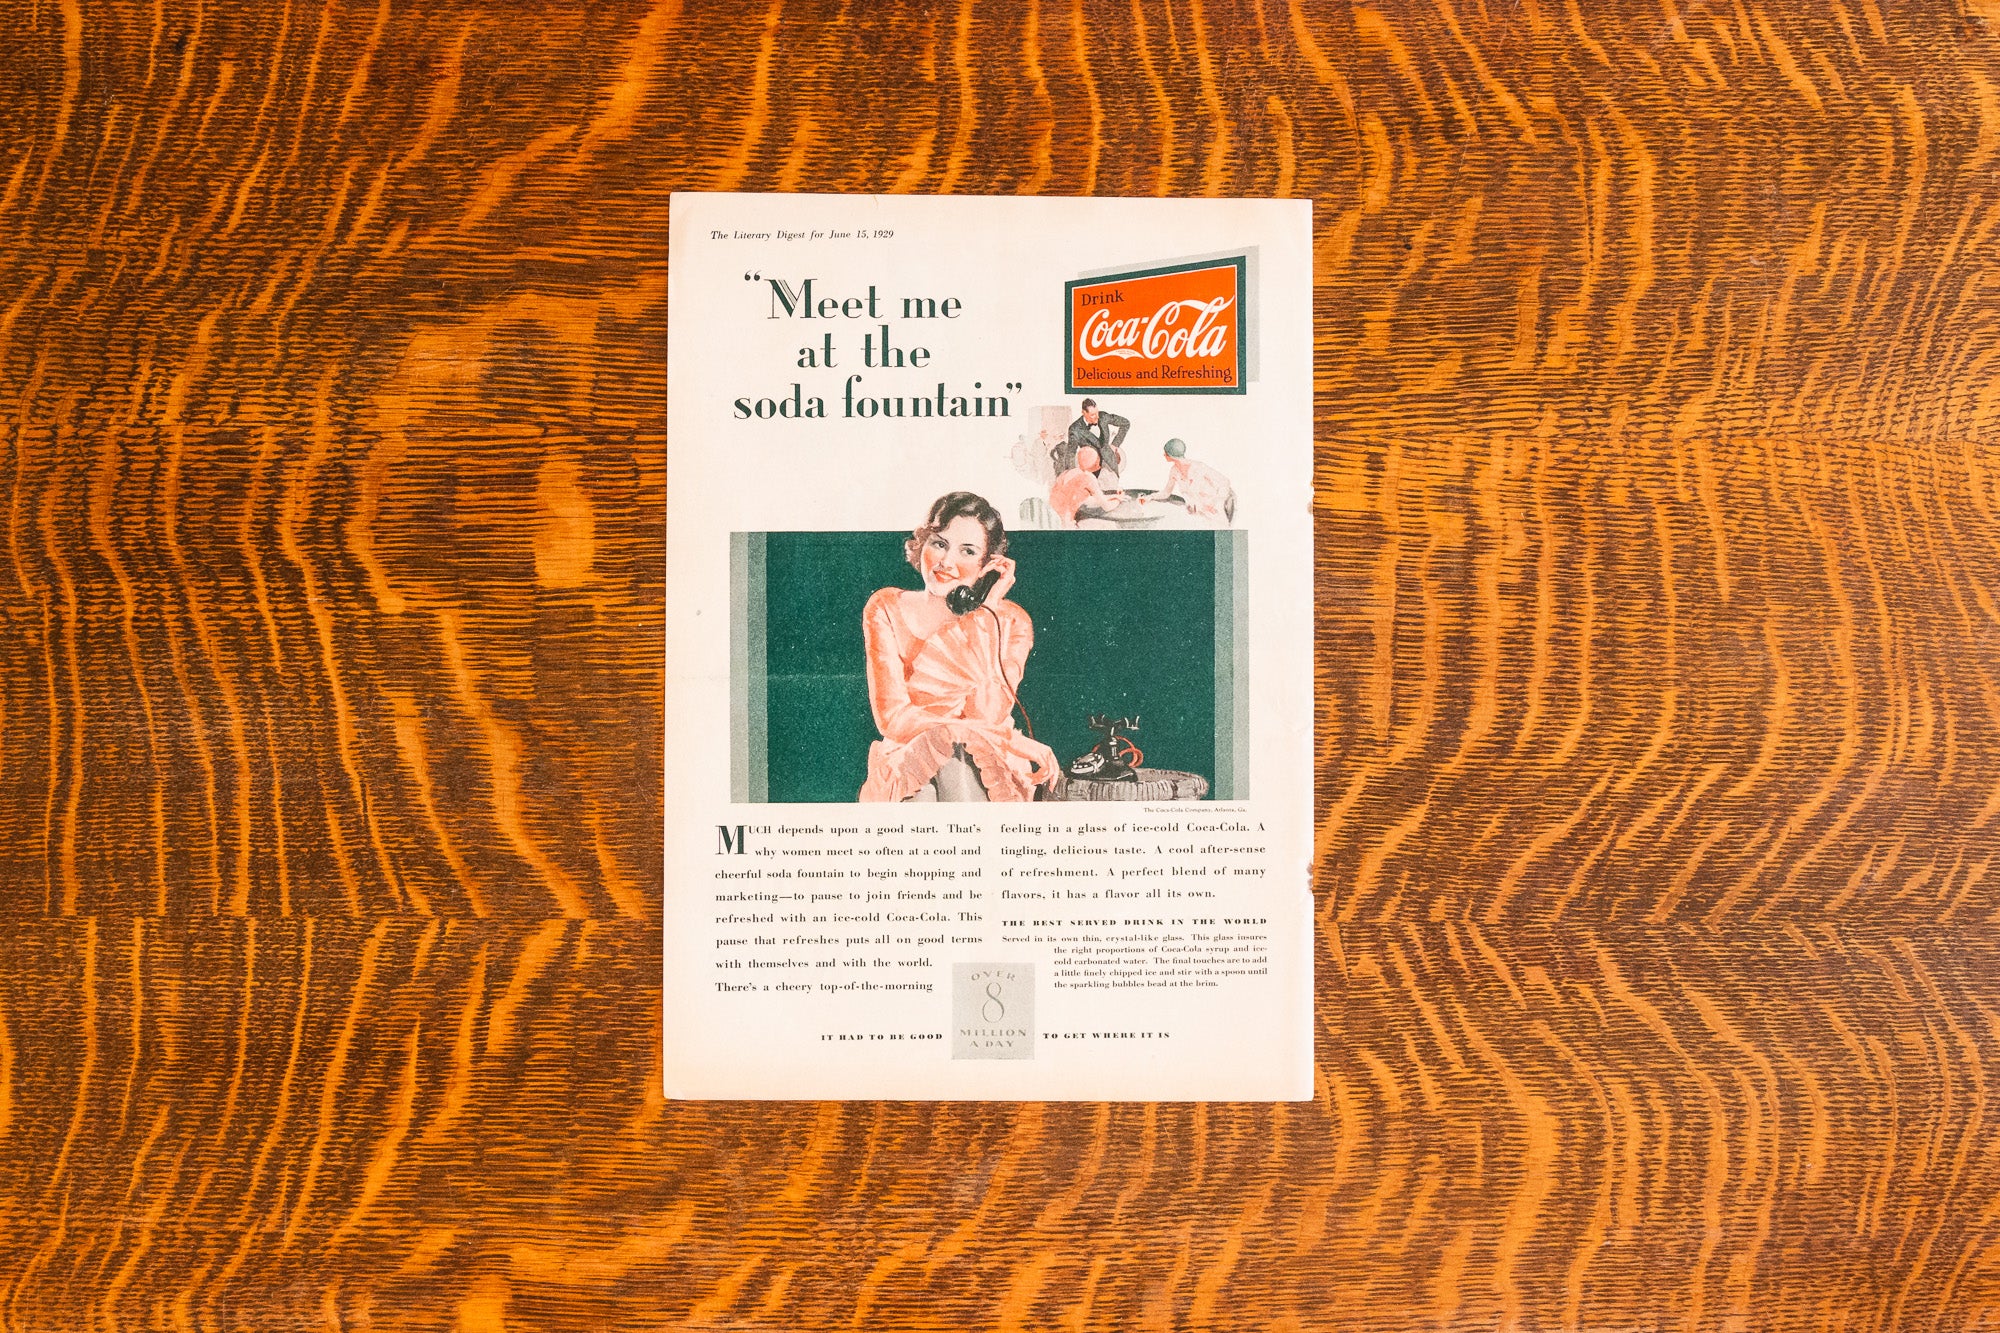 The Literary Digest for June 15, 1929
“Meet me
at the
soda fountain”
Drink
Coca-Cola
Delicious and Refreshing
The Coca-Cola Company, Atlanta, Ga.
MUCH depends upon a good start. That's
why women meet so often at a cool and
cheerful soda fountain to begin shopping and
marketing—to pause to join friends and be
refreshed with an ice-cold Coca-Cola. This
pause that refreshes puts all on good terms
with themselves and with the world.
There's a cheery top-of-the-morning
feeling in a glass of ice-cold Coca-Cola. A
tingling, delicious taste. A cool after-sense
of refreshment. A perfect blend of many
flavors, it has a flavor all its own.
THE BEST SERVED DRINK IN THE WORLD
Served in its own thin, crystal-like glass. This glass insures
the right proportions of Coca-Cola syrup and ice-
cold carbonated water. The final touches are to add
a little finely chipped ice and stir with a spoon until
the sparkling bubbles bead at the brim.
OVER
8
MILLION
A DAY
IT HAD TO BE GOOD TO GET WHERE IT IS